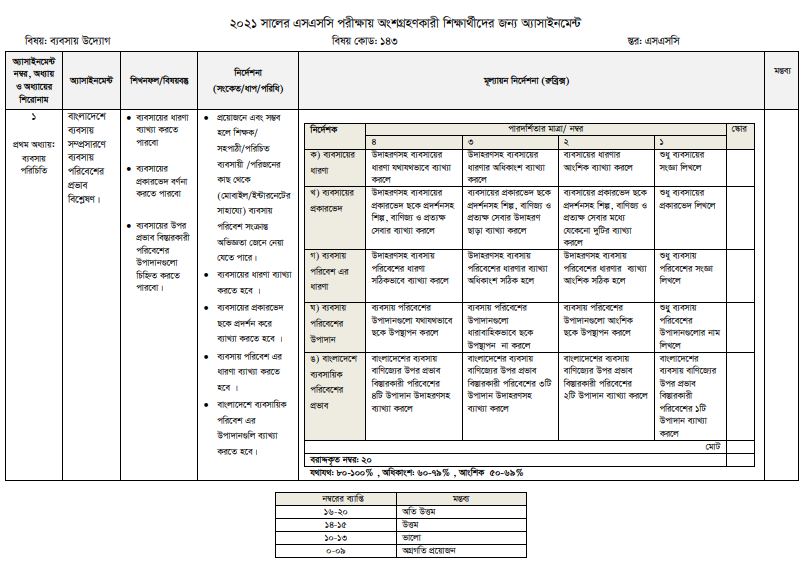 ২০২১ সালের এসএসসি পরীক্ষায় অংশগ্রহণকারী শিক্ষার্থীদের জন্য অ্যাসাইনমেন্ট
বিষয়: ব্যবসায় উদ্যোগ বিষয় কোড: ১৪৩ স্তর: এসএসসি
অ্যাসাইনমেন্ট
নম্বর, অধ্যায়
ও অধ্যায়ের
শিরোনাম
অ্যাসাইনমেন্ট
শিখনফল/বিষয়বস্তু
নির্দেশনা
(সংকেত/ধাপ/পরিধি)
মূল্যায়ন নির্দেশনা (রুব্রিক্স)
মন্তব্য
১
প্রথম অধ্যায়:
ব্যবসায়
পরিচিতি
বাংলাদেশে
ব্যবসায়
সম্প্রসারণে
ব্যবসায়
পরিবেশের
প্রভাব
বিশ্লেষণ।
● ব্যবসায়ের ধারণা
ব্যাখ্যা করতে
পারবো
● ব্যবসায়ের
প্রকারভেদ বর্ণনা
করতে পারবো
● ব্যবসায়ের উপর
প্রভাব বিস্তারকারী
পরিবেশের
উপাদানগুলো
চিহ্নিত করতে
পারবো।
● প্রয়োজনে এবং সম্ভব
হলে শিক্ষক/
সহপাঠী/পরিচিত
ব্যবসায়ী /পরিজনের
কাছ থেকে
(মোবাইল/ইন্টারনেটের
সাহায্যে) ব্যবসায়
পরিবেশ সংক্রান্ত
অভিজ্ঞতা জেনে নেয়া
যেতে পারে।
● ব্যবসায়ের ধারণা ব্যাখ্যা
করতে হবে ।
● ব্যবসায়ের প্রকারভেদ
ছকে প্রদর্শন করে
ব্যাখ্যা করতে হবে ।
● ব্যবসায় পরিবেশ এর
ধারণা ব্যাখ্যা করতে
হবে ।
● বাংলাদেশে ব্যবসায়িক
পরিবেশ এর
উপাদানগুলি ব্যাখ্যা
করতে হবে।
নির্দেশক
পারদর্শিতার মাত্রা/ নম্বর
স্কোর
৪ ৩ ২ ১
ক) ব্যবসায়ের
ধারণা
উদাহরণসহ ব্যবসায়ের
ধারণা যথাযথভাবে ব্যাখ্যা
করলে
উদাহরণসহ ব্যবসায়ের
ধারণার অধিকাংশ ব্যাখ্যা
করলে
ব্যবসায়ের ধারণার
আংশিক ব্যাখ্যা করলে
শুধু ব্যবসায়ের
সংজ্ঞা লিখলে
খ) ব্যবসায়ের
প্রকারভেদ
উদাহরণসহ ব্যবসায়ের
প্রকারভেদ ছকে প্রদর্শনসহ
শিল্প, বাণিজ্য ও প্রত্যক্ষ
সেবার ব্যাখ্যা করলে
ব্যবসায়ের প্রকারভেদ ছকে
প্রদর্শনসহ শিল্প, বাণিজ্য ও
প্রত্যক্ষ সেবার উদাহরণ
ছাড়া ব্যাখ্যা করলে
ব্যবসায়ের প্রকারভেদ ছকে
প্রদর্শনসহ শিল্প, বাণিজ্য ও
প্রত্যক্ষ সেবার মধ্যে
যেকোনো দুটির ব্যাখ্যা
করলে
শুধু ব্যবসায়ের
প্রকারভেদ লিখলে
গ) ব্যবসায়
পরিবেশ এর
ধারণা
উদাহরণসহ ব্যবসায়
পরিবেশের ধারণা
সঠিকভাবে ব্যাখ্যা করলে
উদাহরণসহ ব্যবসায়
পরিবেশের ধারণার ব্যাখ্যা
অধিকাংশ সঠিক হলে
উদাহরণসহ ব্যবসায়
পরিবেশের ধারণার ব্যাখ্যা
আংশিক সঠিক হলে
শুধু ব্যবসায়
পরিবেশের সংজ্ঞা
লিখলে
ঘ) ব্যবসায়
পরিবেশের
উপাদান
ব্যবসায় পরিবেশের
উপাদানগুলো যথাযথভাবে
ছকে উপস্থাপন করলে
ব্যবসায় পরিবেশের
উপাদানগুলো
ধারাবাহিকভাবে ছকে
উপস্থাপন না করলে
ব্যবসায় পরিবেশের
উপাদানগুলো আংশিক
ছকে উপস্থাপন করলে
শুধু ব্যবসায়
পরিবেশের
উপাদানগুলোর নাম
লিখলে
ঙ) বাংলাদেশে
ব্যবসায়িক
পরিবেশের
প্রভাব
বাংলাদেশের ব্যবসায়
বাণিজ্যের উপর প্রভাব
বিস্তারকারী পরিবেশের
৪টি উপাদান উদাহরণসহ
ব্যাখ্যা করলে
বাংলাদেশের ব্যবসায়
বাণিজ্যের উপর প্রভাব
বিস্তারকারী পরিবেশের ৩টি
উপাদান উদাহরণসহ
ব্যাখ্যা করলে
বাংলাদেশের ব্যবসায়
বাণিজ্যের উপর প্রভাব
বিস্তারকারী পরিবেশের
২টি উপাদান ব্যাখ্যা করলে
বাংলাদেশের
ব্যবসায় বাণিজ্যের
উপর প্রভাব
বিস্তারকারী
পরিবেশের ১টি
উপাদান ব্যাখ্যা
করলে
মোট
বরাদ্দকৃত নম্বর: ২০
যথাযথ: ৮০-১০০% , অধিকাংশ: ৬০-৭৯% , আংশিক ৫০-৬৯%
নম্বরের ব্যাপ্তি মন্তব্য
১৬-২০ অতি উত্তম
১৪-১৫ উত্তম
১০-১৩ ভালো
০-০৯ অগ্রগতি প্রয়োজন